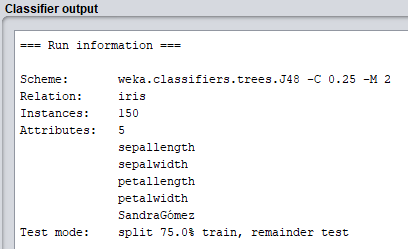 Classifier output
=== Run information ===
Scheme: weka.classifiers.trees.J48 -C 0.25 -M 2
Relation: iris
Instances: 150
Attributes: 5
sepallength
sepalwidth
petallength
petalwidth
SandraGómez
Test mode: split 75.0% train, remainder test